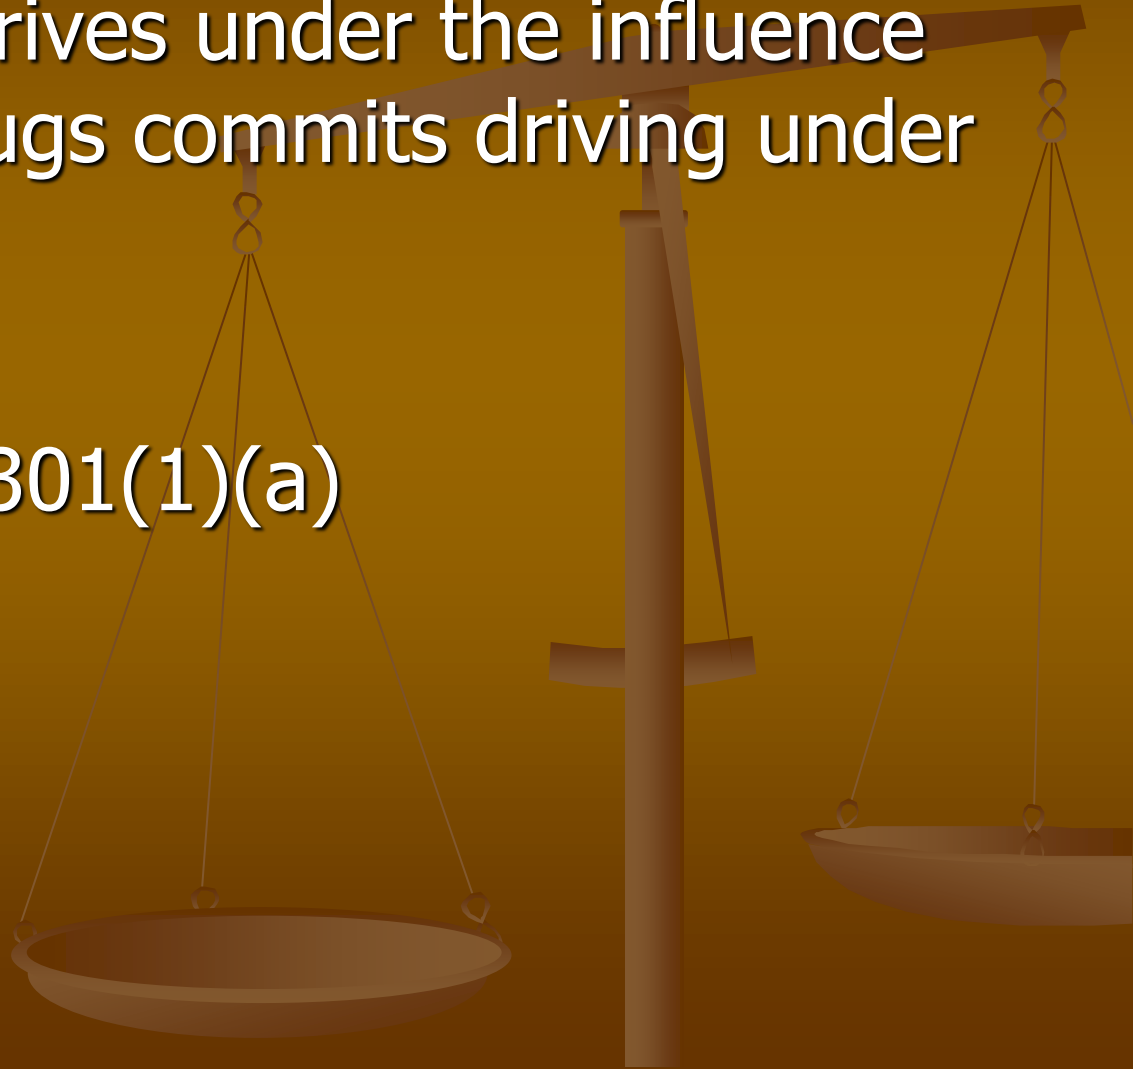 rives under the influence
ugs commits driving under
301(1)(a)